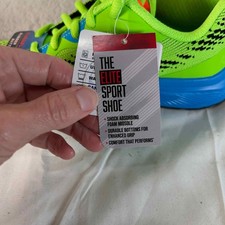 THE
ELITE
SPORT
SHOE
• SHOCK ABSORBING
FOAM MIDSOLE
• DURABLE BOTTOMS FOR
ENHANCED GRIP
• COMFORT THAT PERFORMS